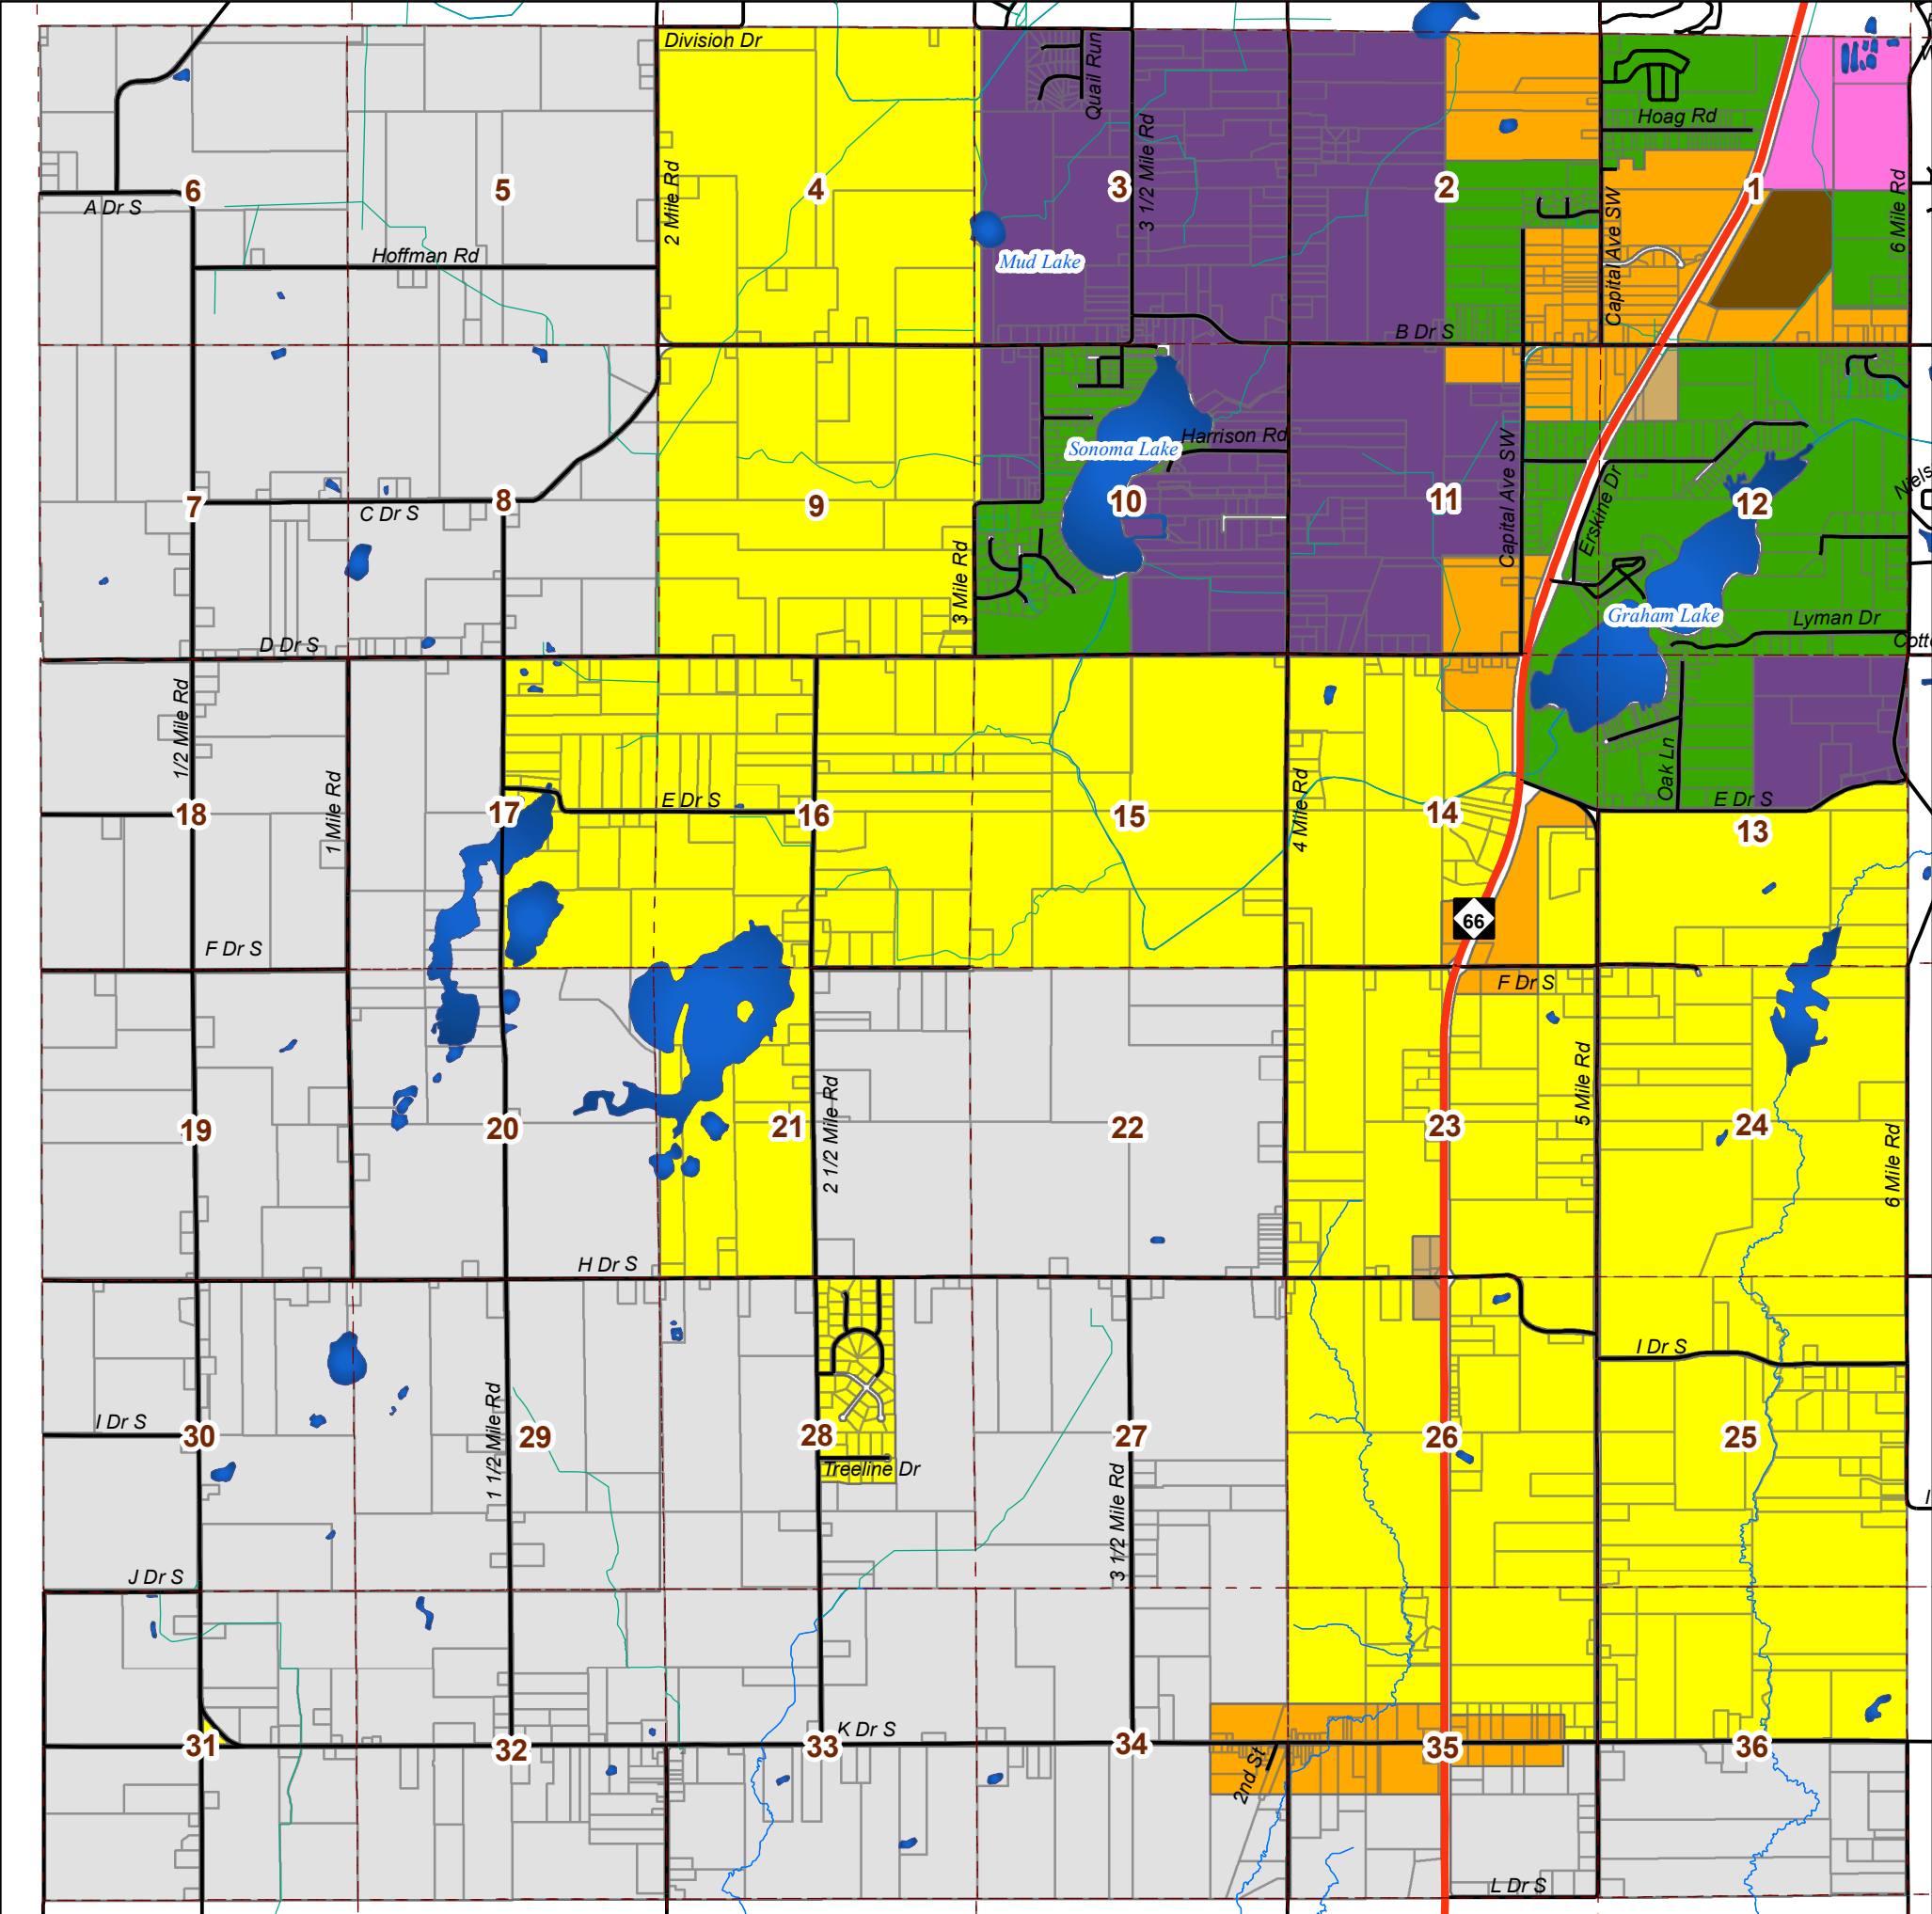 Division Dr
Quail Run
Hoag Rd
2 Mile Rd
3 1/2 Mile Rd
6
5
4
3
2
1
A Dr S
Capital Ave SW
6 Mile Rd
Hoffman Rd
Mud Lake
B Dr S
Harrison Rd
Sonoma Lake
Capital Ave SW
Erskine Dr
Niels
7
8
9
10
11
12
C Dr S
3 Mile Rd
Graham Lake
Lyman Dr
D Dr S
Cott
1/2 Mile Rd
1 Mile Rd
E Dr S
4 Mile Rd
Oak Ln
E Dr S
18
17
16
15
14
13
66
F Dr S
F Dr S
2 1/2 Mile Rd
5 Mile Rd
6 Mile Rd
19
20
21
22
23
24
H Dr S
I Dr S
1 1/2 Mile Rd
I Dr S
30
29
28
27
26
25
Treeline Dr
3 1/2 Mile Rd
I
J Dr S
K Dr S
31
32
33
34
35
36
2nd St
L Dr S